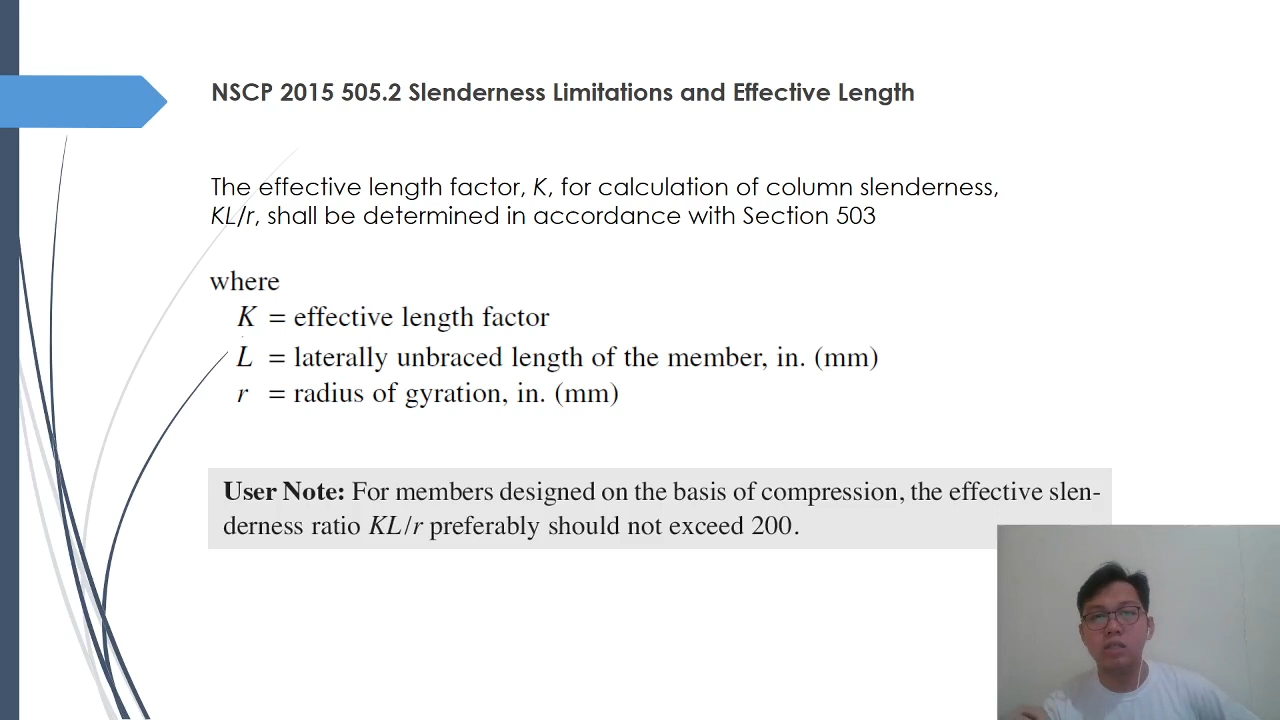 NSCP 2015 505.2 Slenderness Limitations and Effective Length
The effective length factor, K, for calculation of column slenderness,
KL/r, shall be determined in accordance with Section 503
where
K = effective length factor
L = laterally unbraced length of the member, in. (mm)
r = radius of gyration, in. (mm)
User Note: For members designed on the basis of compression, the effective slen-
derness ratio KL/r preferably should not exceed 200.